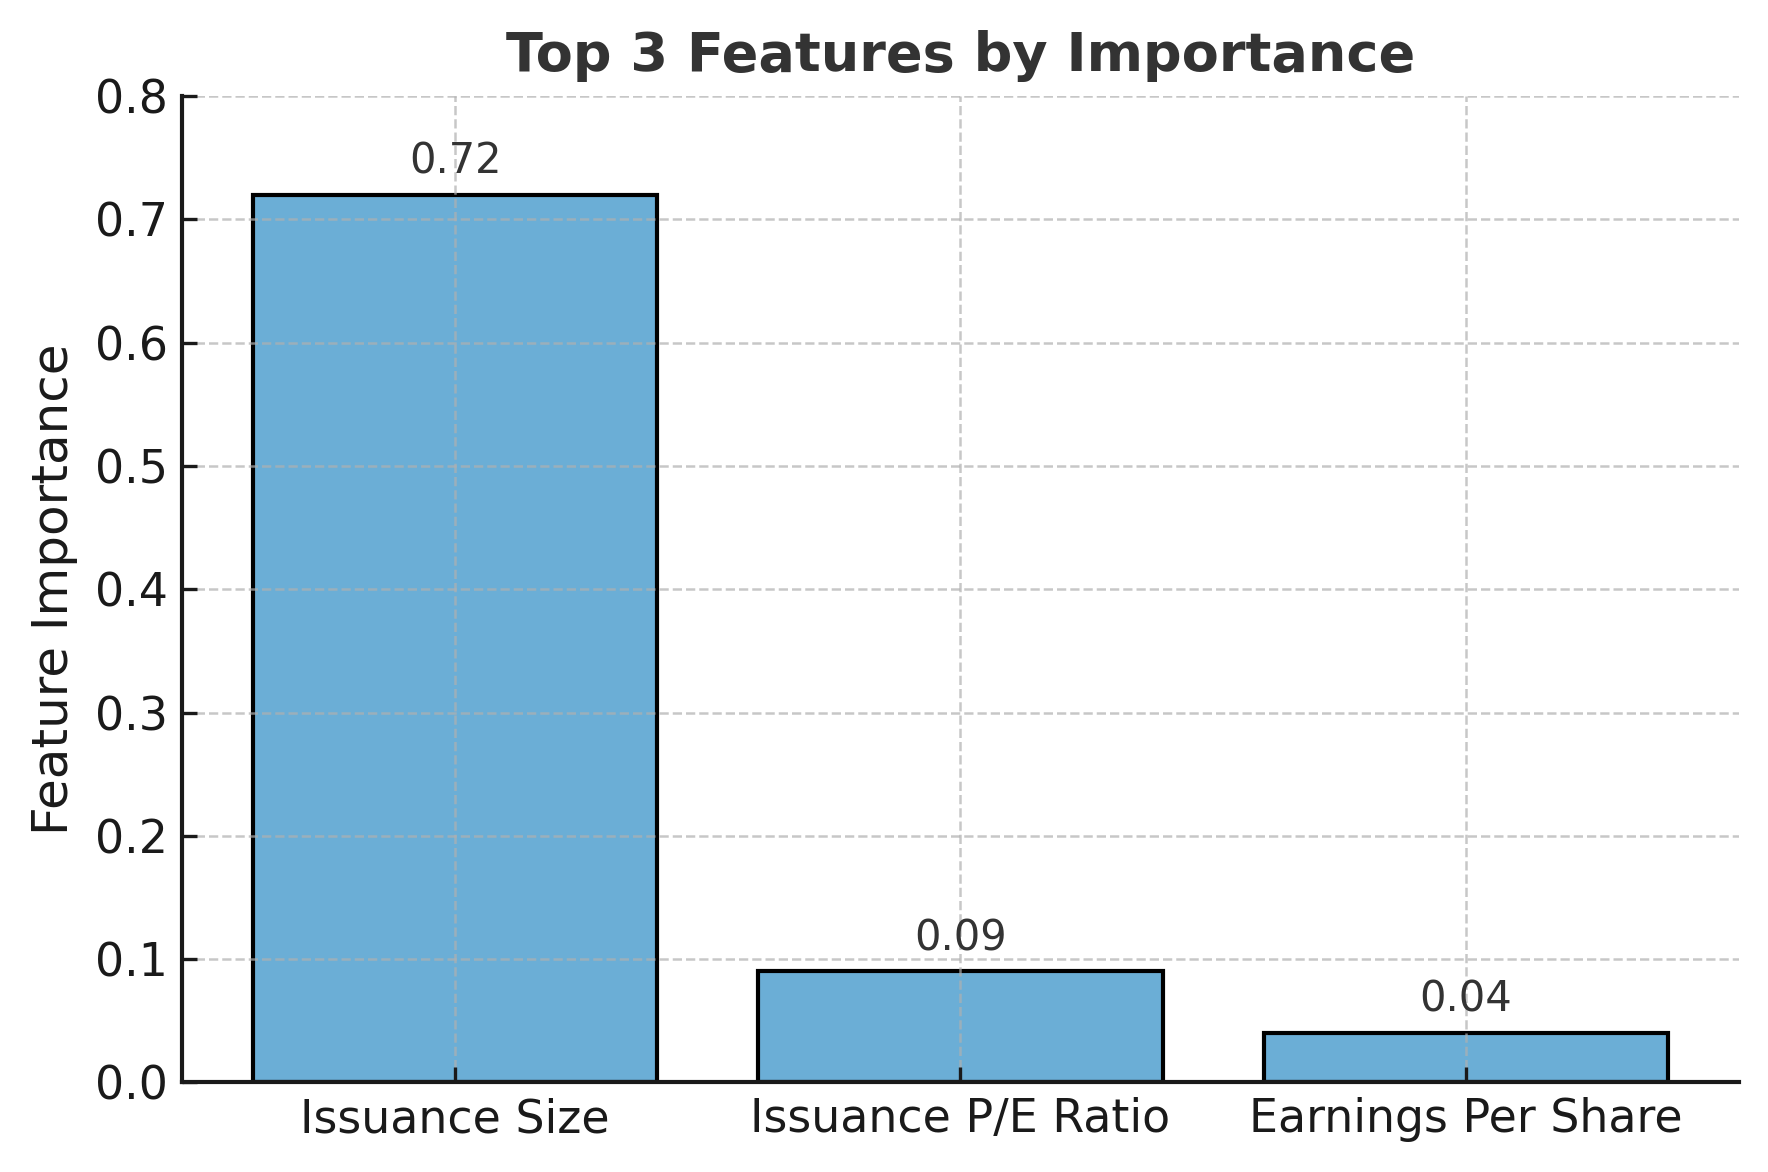 Top 3 Features by Importance
Feature Importance
0.8
0.7
0.6
0.5
0.4
0.3
0.2
0.1
0.0
0.72
0.09
0.04
Issuance Size
Issuance P/E Ratio
Earnings Per Share